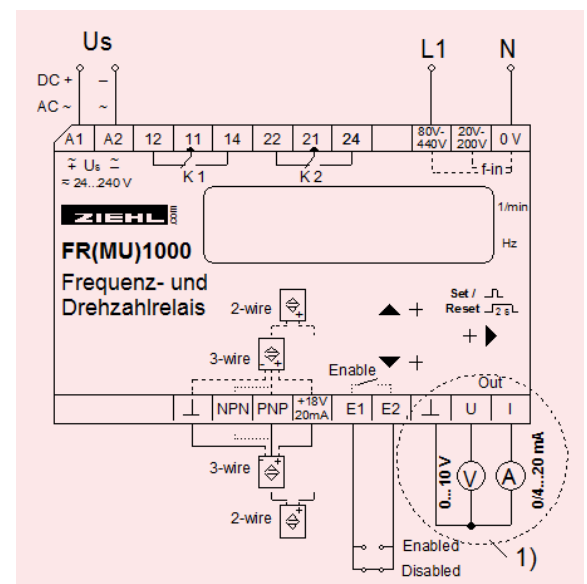 Us
L1 N
DC + –
AC ~ ~
A1 A2 12 11 14 22 21 24 80V- 440V 20V- 200V 0 V
Us
≂ 24...240 V
K 1 K 2 f-in
ZIEHL.com
1/min
Hz
FR(MU)1000
Frequenz- und
Drehzahlrelais
Set /
Reset 2 s
2-wire
+
+
3-wire
+
Enable
Out
⊥ NPN PNP +18V 20mA E1 E2 ⊥ U I
3-wire
2-wire
0...10 V
V
A
0/4...20 mA
Enabled
Disabled
1)